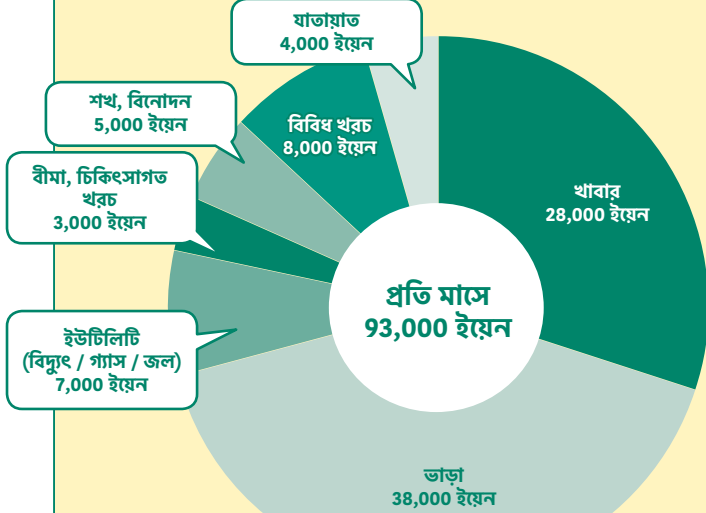 যাতায়াত
4,000 ইয়েন
শখ, বিনোদন
5,000 ইয়েন
বিবিধ খরচ
8,000 ইয়েন
বীমা, চিকিৎসাগত
খরচ
3,000 ইয়েন
খাবার
28,000 ইয়েন
প্রতি মাসে
93,000 ইয়েন
ইউটিলিটি
(বিদ্যুৎ / গ্যাস / জল)
7,000 ইয়েন
ভাড়া
38,000 ইয়েন